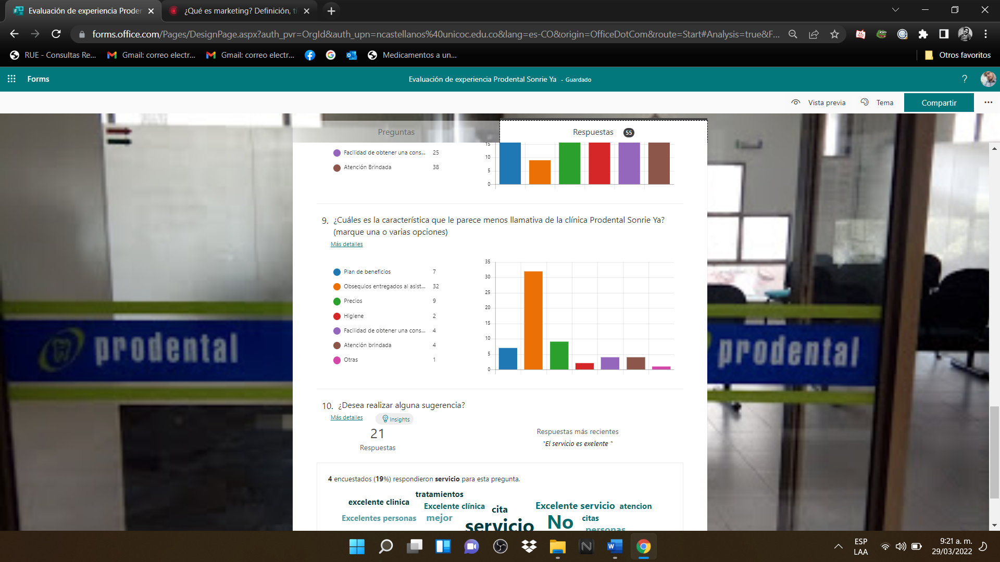 Evaluación de experiencia Proden
¿Qué es marketing? Definición, ti
forms.office.com/Pages/DesignPage.aspx?auth_pvr=OrgId&auth_upn=ncastellanos%40unicoc.edu.co&lang=es-CO&origin=OfficeDotCom&route=Start#Analysis=true&F...
RUE - Consultas Re...
Gmail: correo electr...
Gmail: correo electr...
Medicamentos a un...
Otros favoritos
Forms
Evaluación de experiencia Prodental Sonrie Ya - Guardado
?
Vista previa
Tema
Compartir
Preguntas
Respuestas 55
Facilidad de obtener una cons... 25
Atención Brindada 38
15
10
5
0
9. ¿Cuáles es la característica que le parece menos llamativa de la clínica Prodental Sonrie Ya?
(marque una o varias opciones)
Más detalles
Plan de beneficios 7
Obsequios entregados al asist... 32
Precios 9
Higiene 2
Facilidad de obtener una cons... 4
Atención brindada 4
Otras 1
35
30
25
20
15
10
5
0
prodental
prodental
10. ¿Desea realizar alguna sugerencia?
Más detalles
Insights
21
Respuestas
Respuestas más recientes
"El servicio es exelente "
4 encuestados (19%) respondieron servicio para esta pregunta.
tratamientos
excelente clinica
Excelente clínica
cita
Excelente servicio
atencion
Excelentes personas
mejor
servicio
No
citas
personas
ESP
LAA
9:21 a. m.
29/03/2022